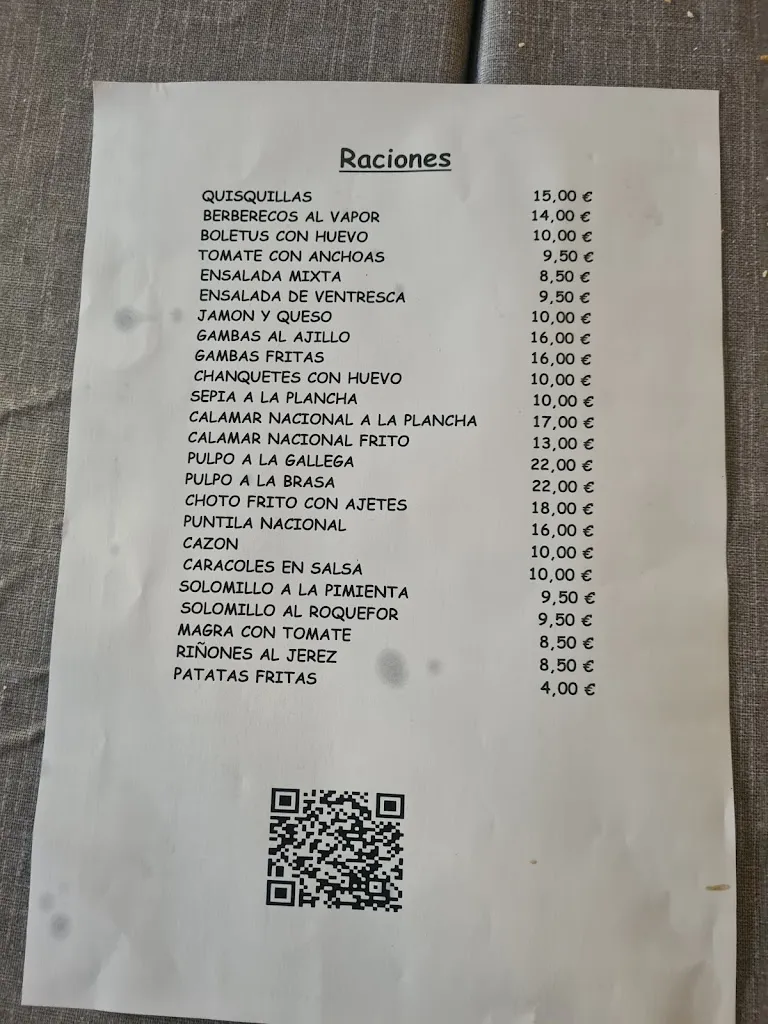 Raciones
QUISQUILLAS 15,00 €
BERBERECOS AL VAPOR 14,00 €
BOLETUS CON HUEVO 10,00 €
TOMATE CON ANCHOAS 9,50 €
ENSALADA MIXTA 8,50 €
ENSALADA DE VENTRESCA 9,50 €
JAMON Y QUESO 10,00 €
GAMBAS AL AJILLO 16,00 €
GAMBAS FRITAS 16,00 €
CHANQUETES CON HUEVO 10,00 €
SEPIA A LA PLANCHA 10,00 €
CALAMAR NACIONAL A LA PLANCHA 17,00 €
CALAMAR NACIONAL FRITO 13,00 €
PULPO A LA GALLEGA 22,00 €
PULPO A LA BRASA 22,00 €
CHOTO FRITO CON AJETES 18,00 €
PUNTILA NACIONAL 16,00 €
CAZON 10,00 €
CARACOLES EN SALSA 10,00 €
SOLOMILLO A LA PIMIENTA 9,50 €
SOLOMILLO AL ROQUEFOR 9,50 €
MAGRA CON TOMATE 8,50 €
RIÑONES AL JEREZ 8,50 €
PATATAS FRITAS 4,00 €